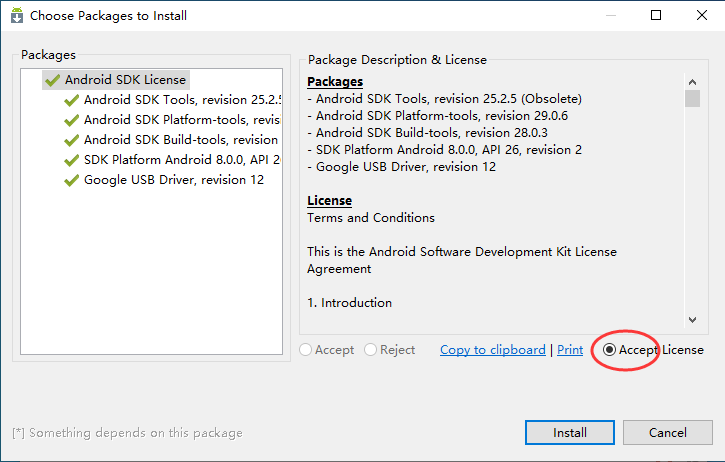 Choose Packages to Install
Packages
Android SDK License
Android SDK Tools, revision 25.2.5
Android SDK Platform-tools, revisi
Android SDK Build-tools, revision
SDK Platform Android 8.0.0, API 26
Google USB Driver, revision 12
Package Description & License
Packages
- Android SDK Tools, revision 25.2.5 (Obsolete)
- Android SDK Platform-tools, revision 29.0.6
- Android SDK Build-tools, revision 28.0.3
- SDK Platform Android 8.0.0, API 26, revision 2
- Google USB Driver, revision 12
License
Terms and Conditions
This is the Android Software Development Kit License
Agreement
1. Introduction
Accept Reject Copy to clipboard | Print Accept License
[*] Something depends on this package
Install Cancel